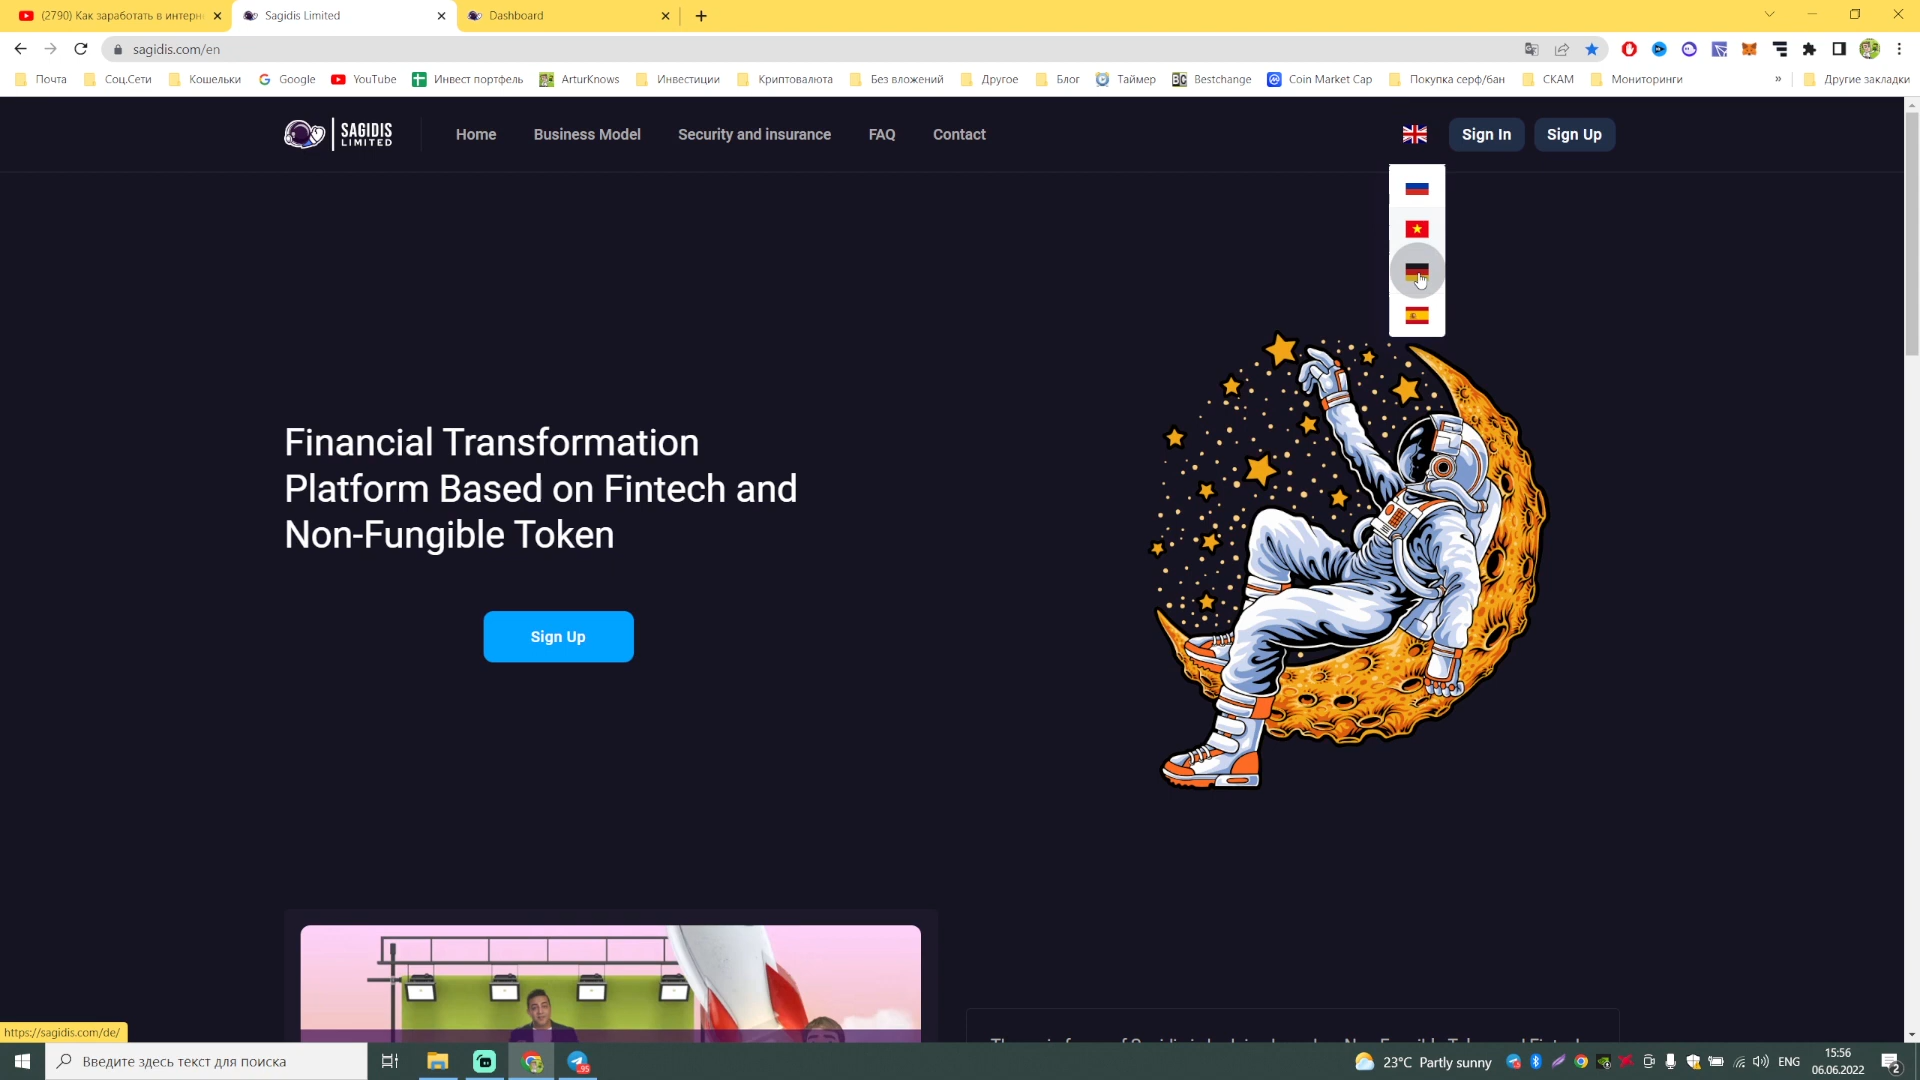 (2790) Как заработать в интерн
Sagidis Limited
Dashboard
sagidis.com/en
Почта
Соц.Сети
Кошельки
Google
YouTube
Инвест портфель
ArturKnows
Инвестиции
Криптовалюта
Без вложений
Другое
Блог
Таймер
BC
Bestchange
Coin Market Cap
Покупка серф/бан
СКАМ
Мониторинги
»
Другие закладки
SAGIDIS
LIMITED
Home
Business Model
Security and insurance
FAQ
Contact
Sign In
Sign Up
Financial Transformation
Platform Based on Fintech and
Non-Fungible Token
Sign Up
https://sagidis.com/de/
Введите здесь текст для поиска
95
23°C Partly sunny
ENG
15:56
06.06.2022
2